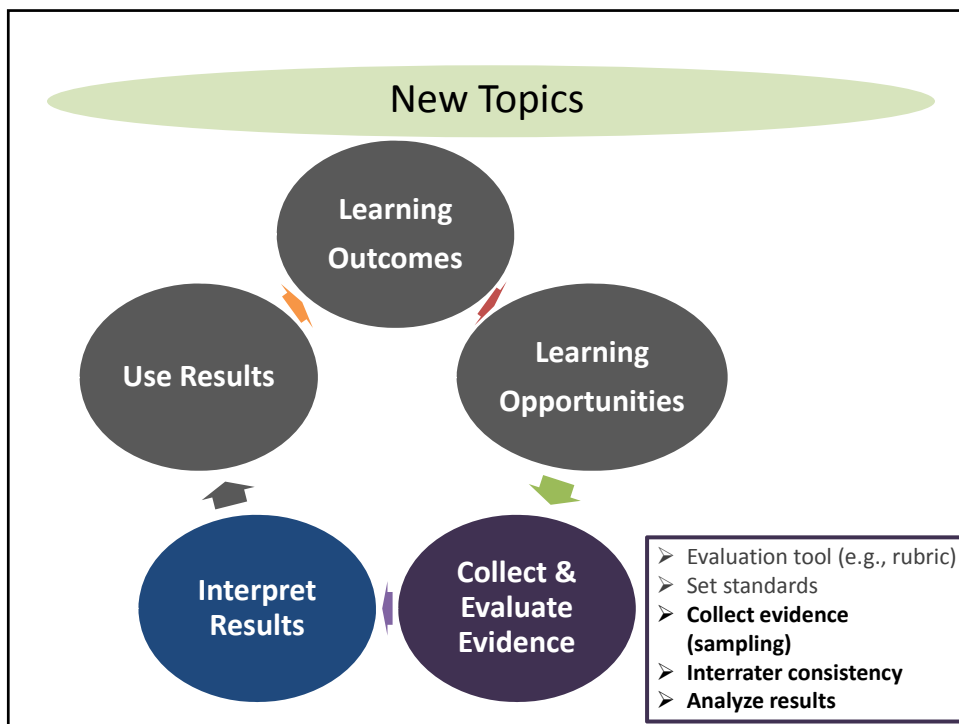 New Topics
Learning
Outcomes
Learning
Opportunities
Use Results
Interpret
Results
Collect &
Evaluate
Evidence
➢ Evaluation tool (e.g., rubric)
➢ Set standards
➢ Collect evidence
(sampling)
➢ Interrater consistency
➢ Analyze results